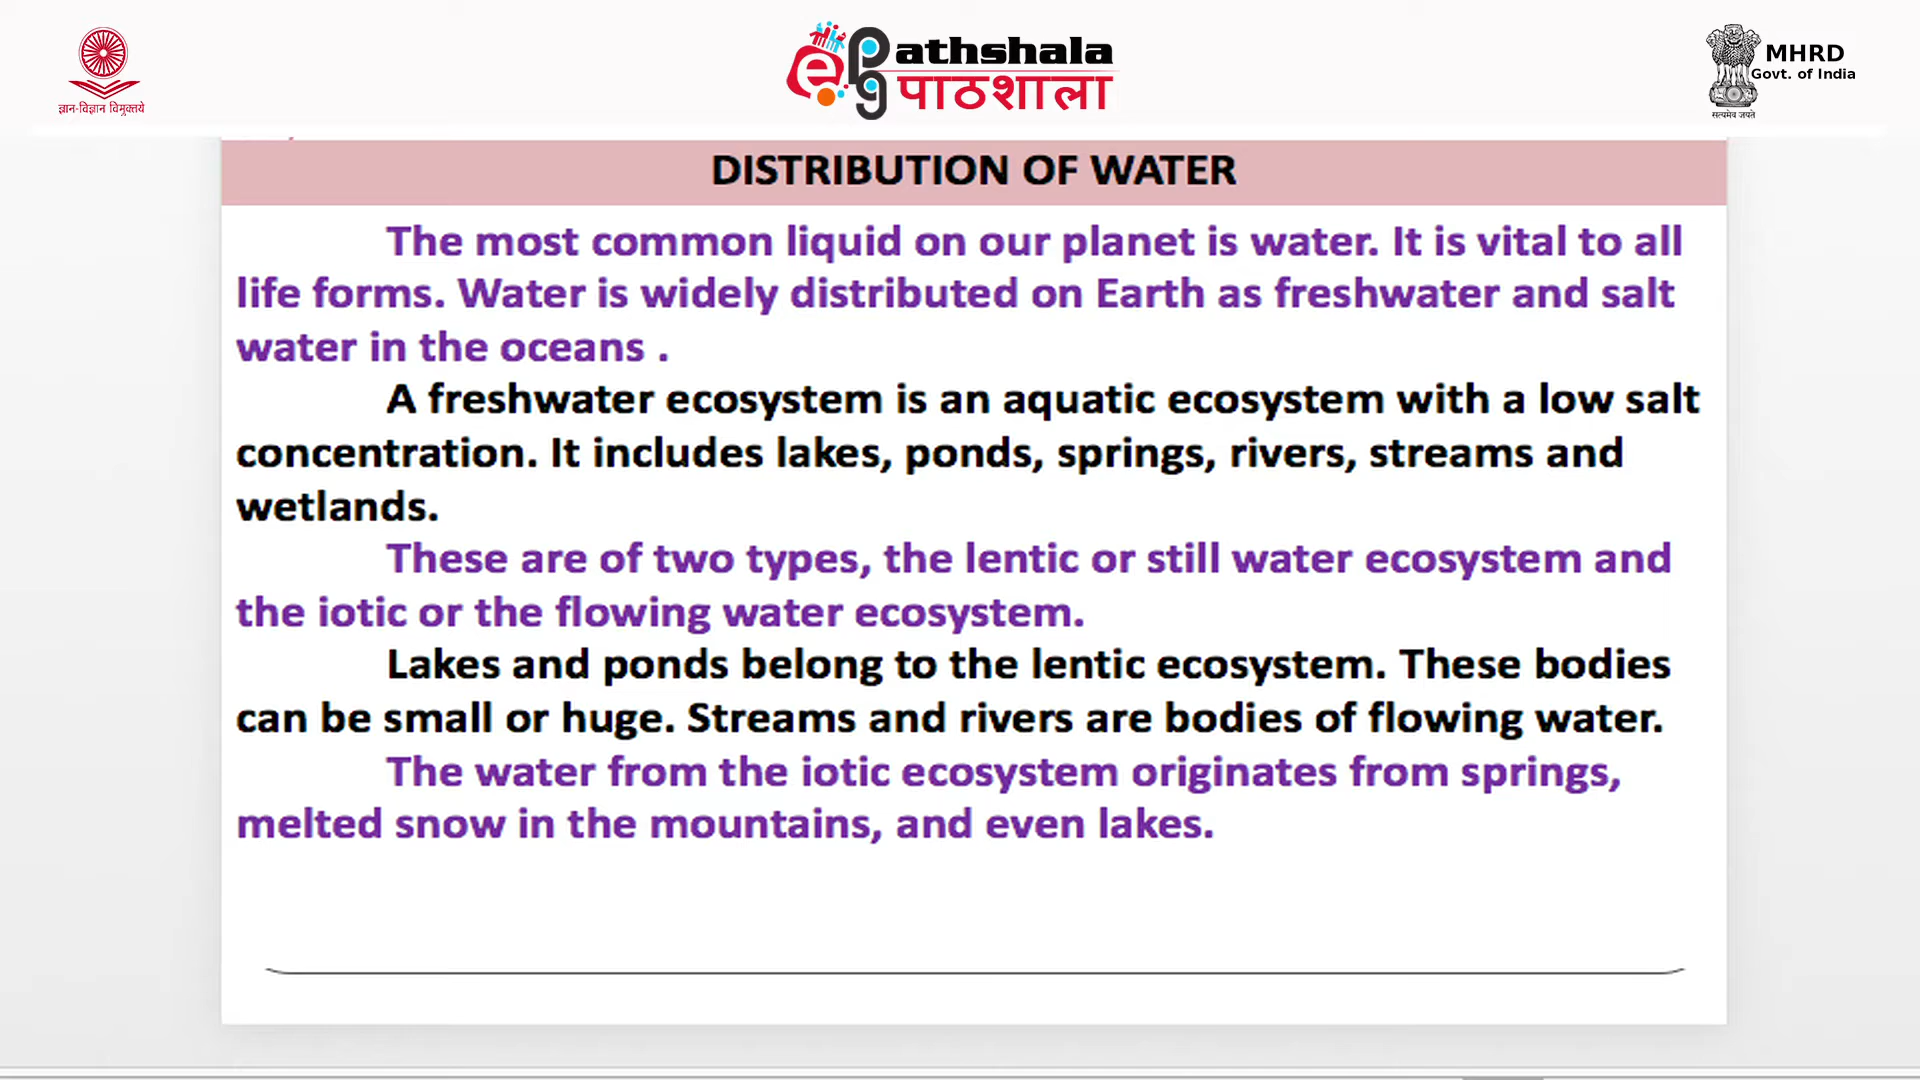 ज्ञान-विज्ञान विमुक्तये
ePathshala
पाठशाला
MHRD
Govt. of India
सत्यमेव जयते
DISTRIBUTION OF WATER
The most common liquid on our planet is water. It is vital to all
life forms. Water is widely distributed on Earth as freshwater and salt
water in the oceans .
A freshwater ecosystem is an aquatic ecosystem with a low salt
concentration. It includes lakes, ponds, springs, rivers, streams and
wetlands.
These are of two types, the lentic or still water ecosystem and
the iotic or the flowing water ecosystem.
Lakes and ponds belong to the lentic ecosystem. These bodies
can be small or huge. Streams and rivers are bodies of flowing water.
The water from the iotic ecosystem originates from springs,
melted snow in the mountains, and even lakes.